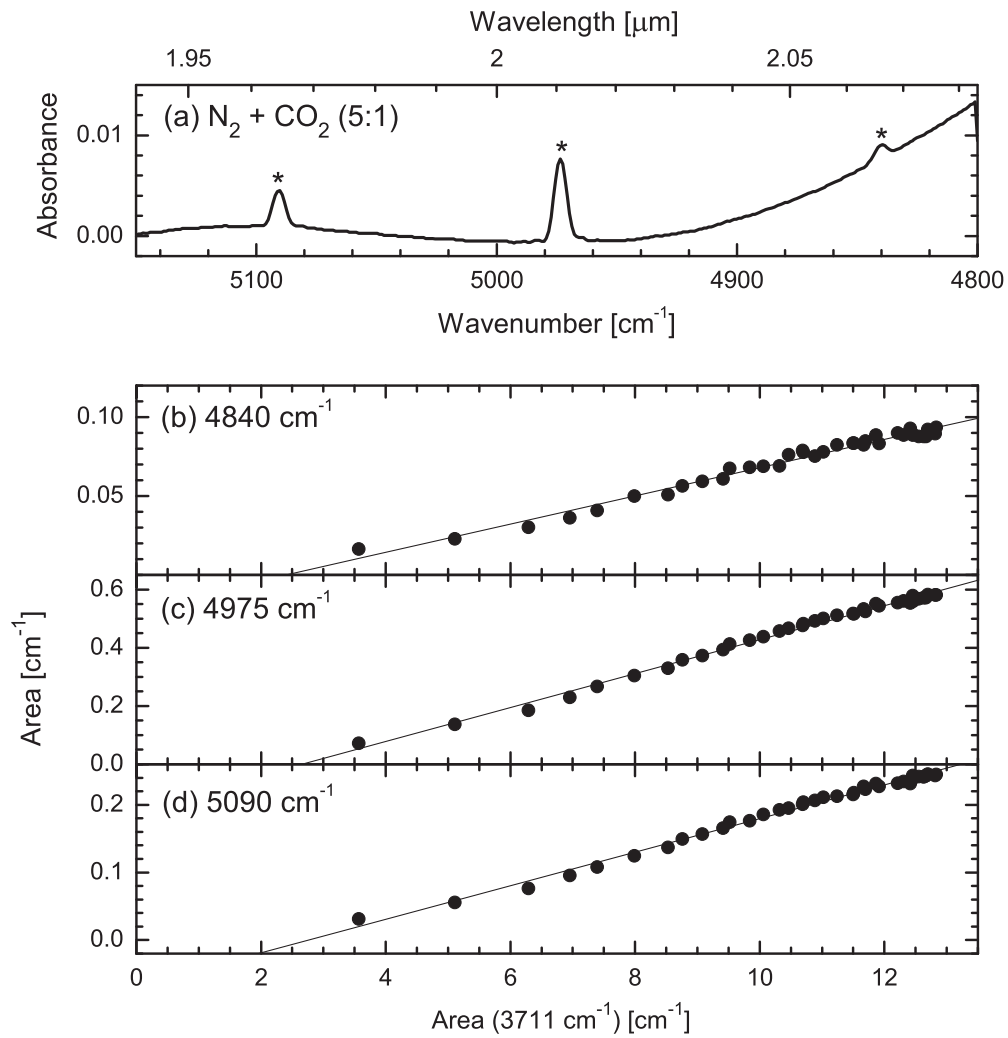 Wavelength [μm]
1.95 2 2.05
(a) N₂ + CO₂ (5:1)
* * *
0.01
0.00
Absorbance
5100 5000 4900 4800
Wavenumber [cm⁻¹]
(b) 4840 cm⁻¹
0.10
0.05
(c) 4975 cm⁻¹
0.6
0.4
0.2
0.0
Area [cm⁻¹]
(d) 5090 cm⁻¹
0.2
0.1
0.0
0 2 4 6 8 10 12
Area (3711 cm⁻¹) [cm⁻¹]